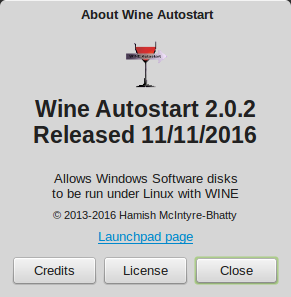 About Wine Autostart
WINE Autostart
Wine Autostart 2.0.2
Released 11/11/2016
Allows Windows Software disks
to be run under Linux with WINE
© 2013-2016 Hamish McIntyre-Bhatty
Launchpad page
Credits
License
Close